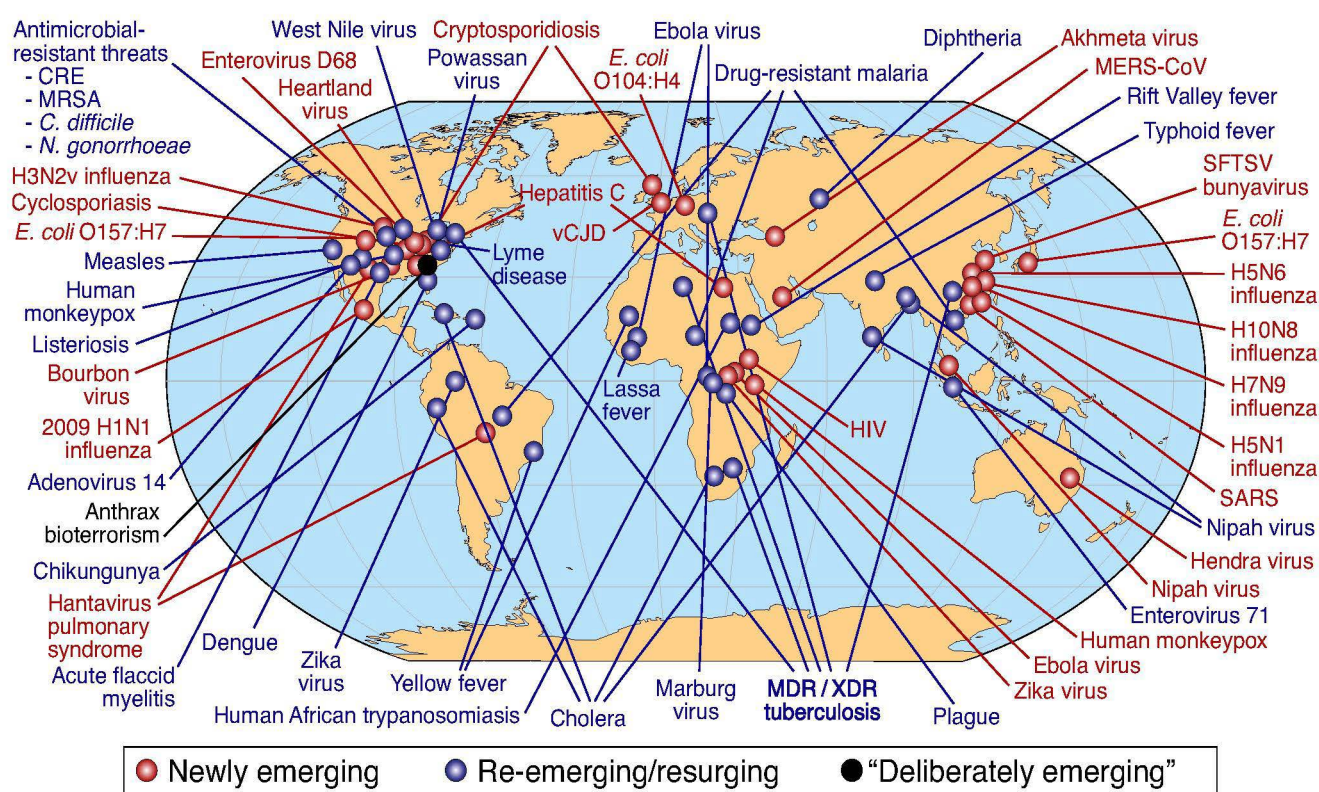 Antimicrobial-
resistant threats
- CRE
- MRSA
- C. difficile
- N. gonorrhoeae
West Nile virus
Enterovirus D68
Heartland
virus
Cryptosporidiosis
Powassan
virus
E. coli
O104:H4
Ebola virus
Drug-resistant malaria
Diphtheria
Akhmeta virus
MERS-CoV
Rift Valley fever
Typhoid fever
SFTSV
bunyavirus
E. coli
O157:H7
H5N6
influenza
H10N8
influenza
H7N9
influenza
H5N1
influenza
SARS
Nipah virus
Hendra virus
Nipah virus
Enterovirus 71
Human monkeypox
Ebola virus
Zika virus
H3N2v influenza
Cyclosporiasis
E. coli O157:H7
Measles
Human
monkeypox
Listeriosis
Bourbon
virus
2009 H1N1
influenza
Adenovirus 14
Anthrax
bioterrorism
Chikungunya
Hantavirus
pulmonary
syndrome
Acute flaccid
myelitis
Dengue
Zika
virus
Yellow fever
Human African trypanosomiasis
Cholera
Marburg
virus
MDR / XDR
tuberculosis
Plague
Hepatitis C
vCJD
Lyme
disease
Lassa
fever
HIV
Newly emerging
Re-emerging/resurging
“Deliberately emerging”